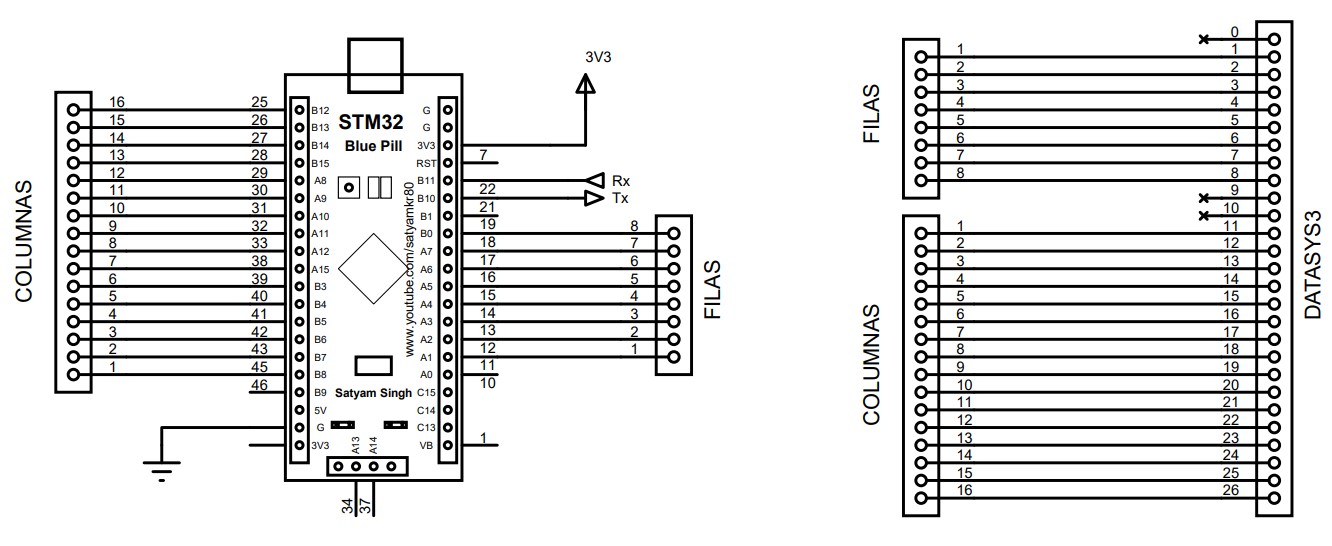 COLUMNAS
16 25 B12
15 26 B13
14 27 B14
13 28 B15
12 29 A8
11 30 A9
10 31 A10
9 32 A11
8 33 A12
7 38 A15
6 39 B3
5 40 B4
4 41 B5
3 42 B6
2 43 B7
1 45 B8
46 B9
5V
G
3V3
STM32
Blue Pill
www.youtube.com/satyamkr80
Satyam Singh
A13
A14
34
37
G
G
3V3
3V3
RST 7
B11 Rx
B10 22 Tx
B1 21
B0 19 8
A7 18 7
A6 17 6
A5 16 5
A4 15 4
A3 14 3
A2 13 2
A1 12 1
A0 11
C15 10
C14
C13
VB 1
FILAS
FILAS
0
1 1
2 2
3 3
4 4
5 5
6 6
7 7
8 8
9
10
COLUMNAS
1 11
2 12
3 13
4 14
5 15
6 16
7 17
8 18
9 19
10 20
11 21
12 22
13 23
14 24
15 25
16 26
DATASYS3